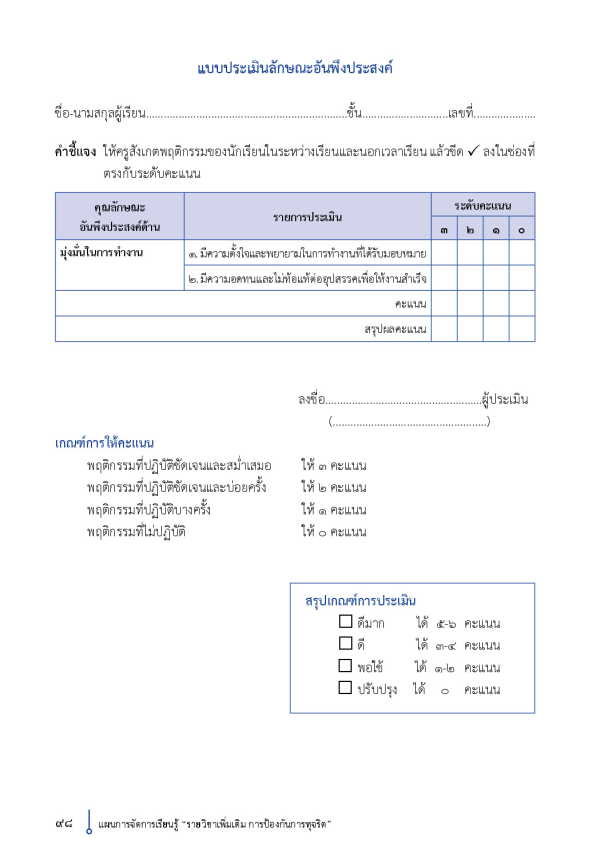 แบบประเมินลักษณะอันพึงประสงค์
ชื่อ-นามสกุลผู้เรียน....................................................................ชั้น.............................เลขที่.....................
คำชี้แจง ให้ครูสังเกตพฤติกรรมของนักเรียนในระหว่างเรียนและนอกเวลาเรียน แล้วขีด ✓ ลงในช่องที่
ตรงกับระดับคะแนน
คุณลักษณะ
อันพึงประสงค์ด้าน
รายการประเมิน
ระดับคะแนน
๓ ๒ ๑ ๐
มุ่งมั่นในการทำงาน
๑. มีความตั้งใจและพยายามในการทำงานที่ได้รับมอบหมาย
๒. มีความอดทนและไม่ท้อแท้ต่ออุปสรรคเพื่อให้งานสำเร็จ
คะแนน
สรุปผลคะแนน
ลงชื่อ.....................................................ผู้ประเมิน
(....................................................)
เกณฑ์การให้คะแนน
พฤติกรรมที่ปฏิบัติชัดเจนและสม่ำเสมอ ให้ ๓ คะแนน
พฤติกรรมที่ปฏิบัติชัดเจนและบ่อยครั้ง ให้ ๒ คะแนน
พฤติกรรมที่ปฏิบัติบางครั้ง ให้ ๑ คะแนน
พฤติกรรมที่ไม่ปฏิบัติ ให้ ๐ คะแนน
สรุปเกณฑ์การประเมิน
☐ ดีมาก ได้ ๕-๖ คะแนน
☐ ดี ได้ ๓-๔ คะแนน
☐ พอใช้ ได้ ๑-๒ คะแนน
☐ ปรับปรุง ได้ ๐ คะแนน
๙๘ แผนการจัดการเรียนรู้ "รายวิชาเพิ่มเติม การป้องกันการทุจริต"